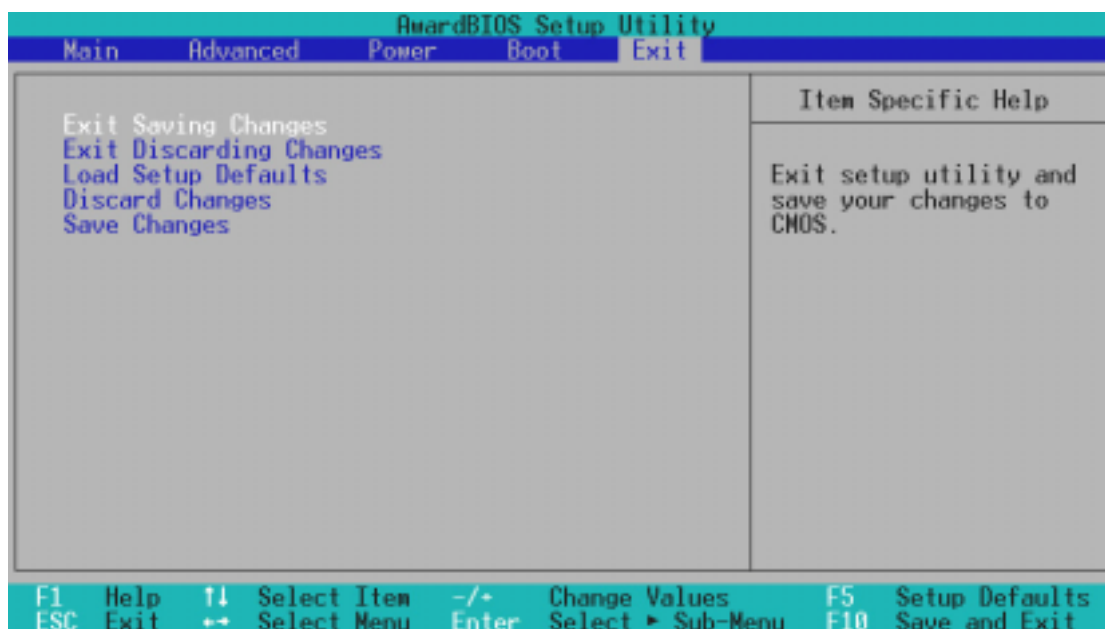 AwardBIOS Setup Utility
Main Advanced Power Boot Exit
Exit Saving Changes
Exit Discarding Changes
Load Setup Defaults
Discard Changes
Save Changes
Item Specific Help
Exit setup utility and
save your changes to
CMOS.
F1 Help ↑↓ Select Item -/+ Change Values F5 Setup Defaults
ESC Exit ←→ Select Menu Enter Select ► Sub-Menu F10 Save and Exit